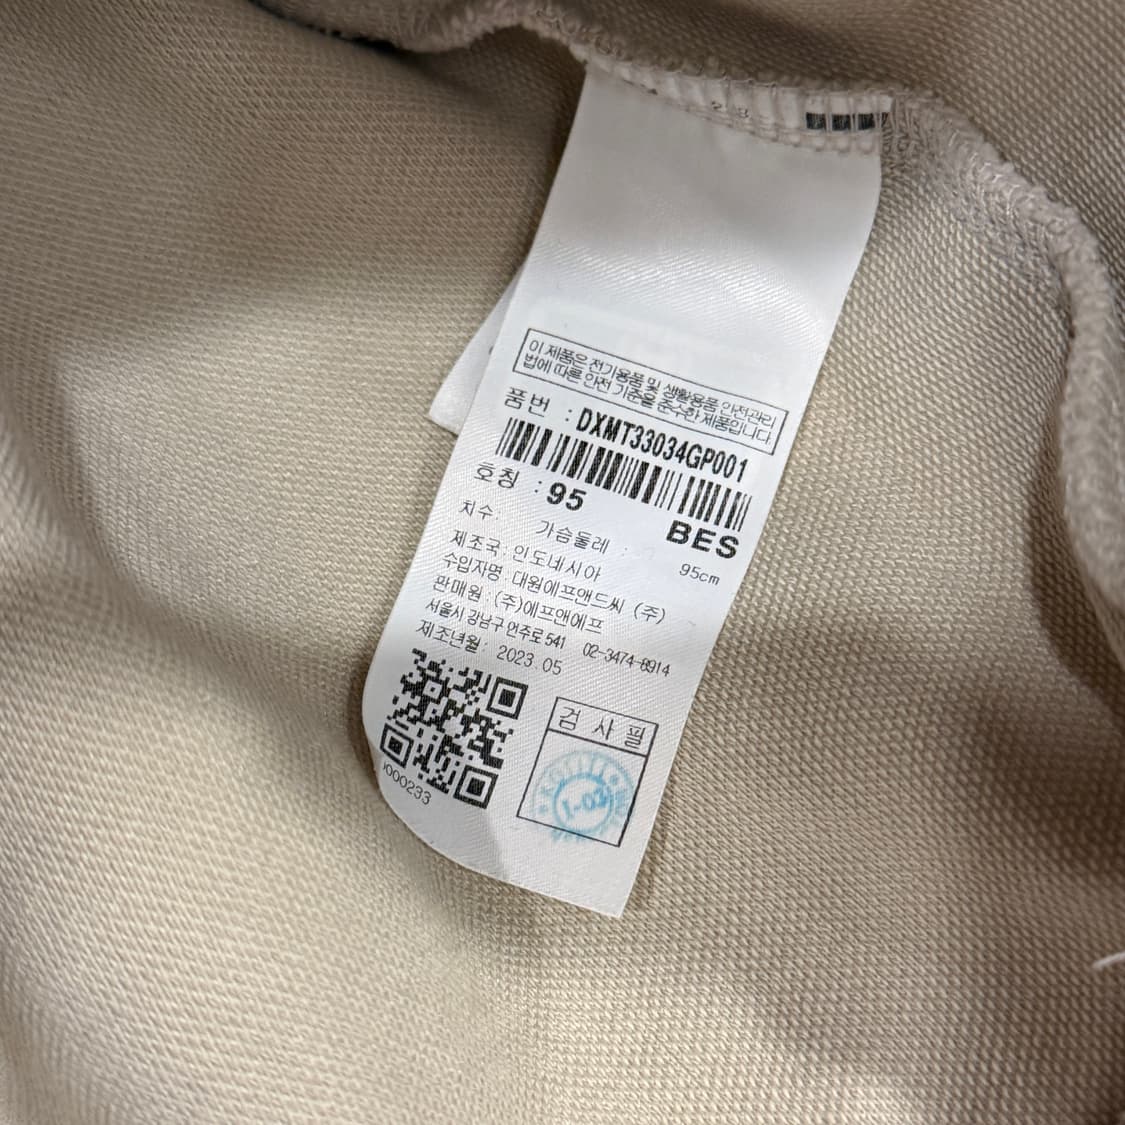 이 제품은 전기용품 및 생활용품 안전관리
법에 따른 안전 기준을 준수한 제품입니다.
품번 : DXMT33034GP001
호칭 : 95 BES
치수: 가슴둘레 : 95cm
제조국: 인도네시아
수입자명: 대원에프앤드씨 (주)
판매원: (주)에프앤에프
서울시 강남구 언주로 541 02-3474-8914
제조년월: 2023.05
검 사 필
1-02